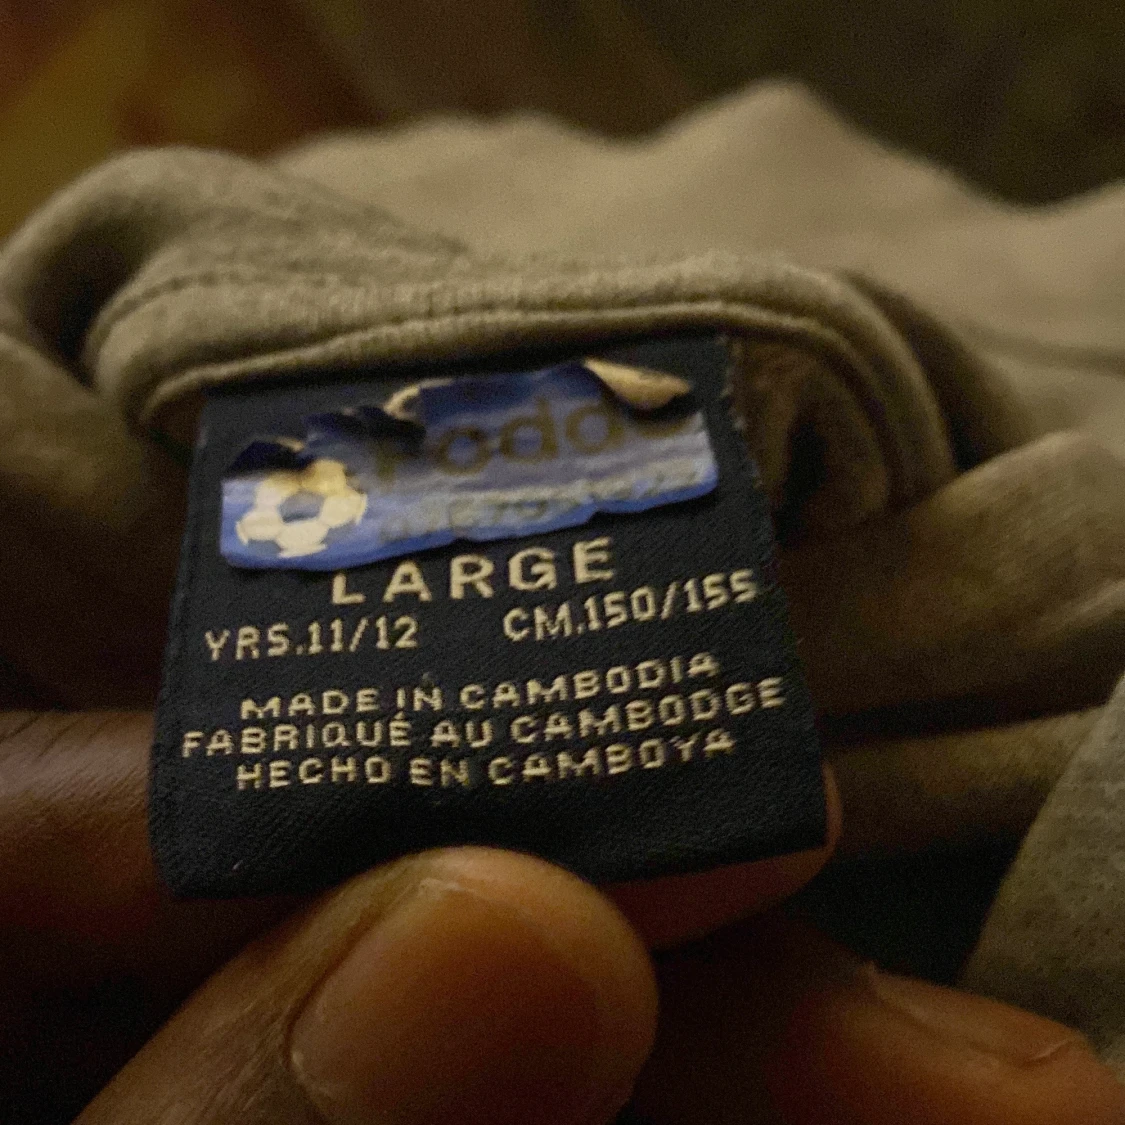 LARGE
YRS.11/12 CM.150/155
MADE IN CAMBODIA
FABRIQUÉ AU CAMBODGE
HECHO EN CAMBOYA